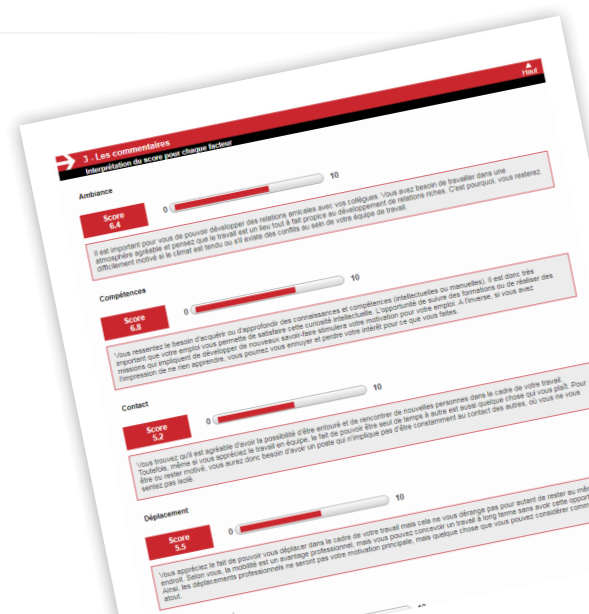 Haut
3 - Les commentaires
Interprétation du score pour chaque facteur
Ambiance
Score
6.4
0
10
Il est important pour vous de pouvoir développer des relations amicales avec vos collègues. Vous avez besoin de travailler dans une
atmosphère agréable et pensez que le travail est un lieu tout à fait propice au développement de relations riches. C'est pourquoi, vous resterez
difficilement motivé si le climat est tendu ou s'il existe des conflits au sein de votre équipe de travail.
Compétences
Score
6.8
0
10
Vous ressentez le besoin d'acquérir ou d'approfondir des connaissances et compétences (intellectuelles ou manuelles). Il est donc très
important que votre emploi vous permette de satisfaire cette curiosité intellectuelle. L'opportunité de suivre des formations ou de réaliser des
missions qui impliquent de développer de nouveaux savoir-faire stimulera votre motivation pour votre emploi. A l'inverse, si vous avez
l'impression de ne rien apprendre, vous pourrez vous ennuyer et perdre votre intérêt pour ce que vous faites.
Contact
Score
5.2
0
10
Vous trouvez qu'il est agréable d'avoir la possibilité d'être entouré et de rencontrer de nouvelles personnes dans le cadre de votre travail.
Toutefois, même si vous appréciez le travail en équipe, le fait de pouvoir être seul de temps à autre est aussi quelque chose qui vous plaît. Pour
être ou rester motivé, vous aurez donc besoin d'avoir un poste qui n'implique pas d'être constamment au contact des autres, où vous ne vous
sentez pas isolé.
Déplacement
Score
5.5
0
10
Vous appréciez le fait de pouvoir vous déplacer dans le cadre de votre travail mais cela ne vous dérange pas pour autant de rester au
endroit. Selon vous, la mobilité est un avantage professionnel, mais vous pouvez concevoir un travail à long terme sans avoir cette
Ainsi, les déplacements professionnels ne seront pas votre motivation principale, mais quelque chose que vous pouvez considérer
atout.